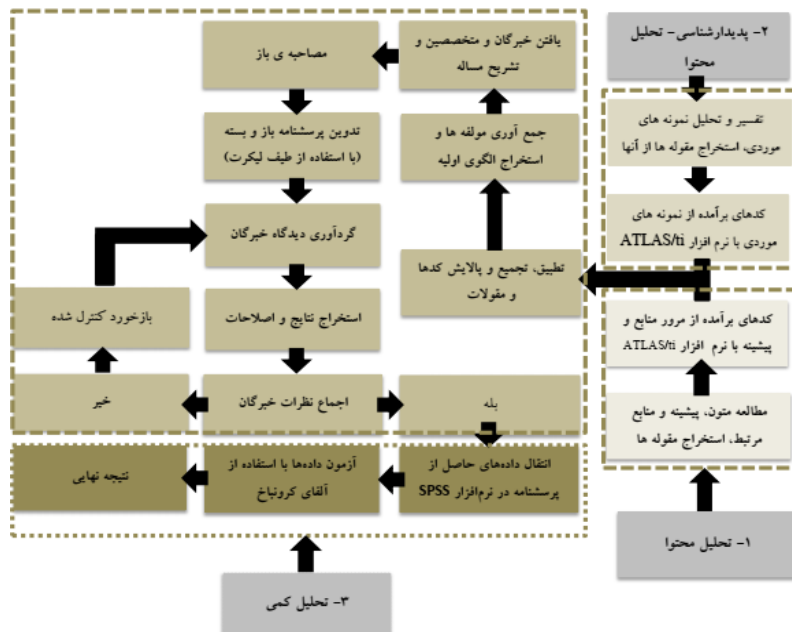 ۲- پدیدارشناسی- تحلیل
محتوا
تفسیر و تحلیل نمونه های
موردی، استخراج مقوله ها از آنها
کدهای برآمده از نمونه های
موردی با نرم افزار ATLAS/ti
کدهای برآمده از مرور منابع و
پیشینه با نرم افزار ATLAS/ti
مطالعه متون، پیشینه و منابع
مرتبط، استخراج مقوله ها
۱- تحلیل محتوا
یافتن خبرگان و متخصصین و
تشریح مساله
جمع آوری مولفه ها و
استخراج الگوی اولیه
تطبیق، تجمیع و پالایش کدها
و مقولات
مصاحبه ی باز
تدوین پرسشنامه باز و بسته
(با استفاده از طیف لیکرت)
گردآوری دیدگاه خبرگان
استخراج نتایج و اصلاحات
اجماع نظرات خبرگان
بازخورد کنترل شده
خیر
بله
انتقال داده‌های حاصل از
پرسشنامه در نرم‌افزار SPSS
آزمون داده‌ها با استفاده از
آلفای کرونباخ
نتیجه نهایی
۳- تحلیل کمی